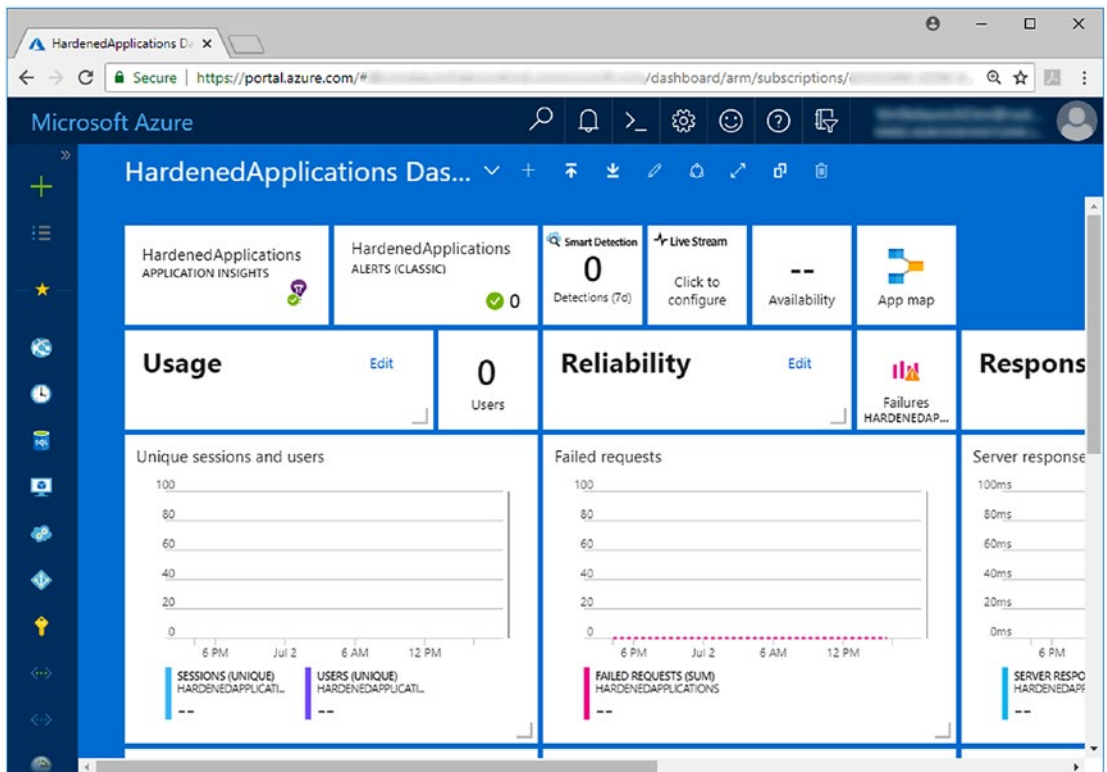 HardenedApplications Da
Secure | https://portal.azure.com/# /dashboard/arm/subscriptions/
Microsoft Azure
HardenedApplications Das...
HardenedApplications
APPLICATION INSIGHTS
HardenedApplications
ALERTS (CLASSIC)
0
Smart Detection
0
Detections (7d)
Live Stream
Click to
configure
--
Availability
App map
Usage
Edit
0
Users
Reliability
Edit
Failures
HARDENEDAP...
Respons
Unique sessions and users
100
80
60
40
20
0
6 PM Jul 2 6 AM 12 PM
SESSIONS (UNIQUE)
HARDENEDAPPLICATI...
--
USERS (UNIQUE)
HARDENEDAPPLICATI...
--
Failed requests
100
80
60
40
20
0
6 PM Jul 2 6 AM 12 PM
FAILED REQUESTS (SUM)
HARDENEDAPPLICATIONS
--
Server response
100ms
80ms
60ms
40ms
20ms
0ms
6 PM
SERVER RESPO
HARDENEDAPP
--